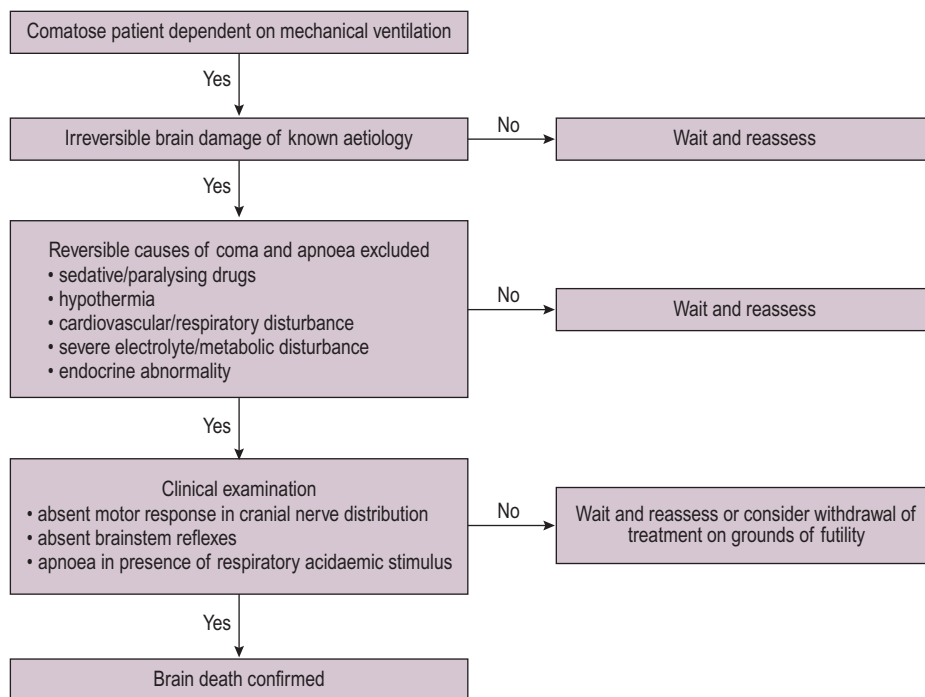 Comatose patient dependent on mechanical ventilation
Yes
Irreversible brain damage of known aetiology
No
Wait and reassess
Yes
Reversible causes of coma and apnoea excluded
• sedative/paralysing drugs
• hypothermia
• cardiovascular/respiratory disturbance
• severe electrolyte/metabolic disturbance
• endocrine abnormality
No
Wait and reassess
Yes
Clinical examination
• absent motor response in cranial nerve distribution
• absent brainstem reflexes
• apnoea in presence of respiratory acidaemic stimulus
No
Wait and reassess or consider withdrawal of
treatment on grounds of futility
Yes
Brain death confirmed